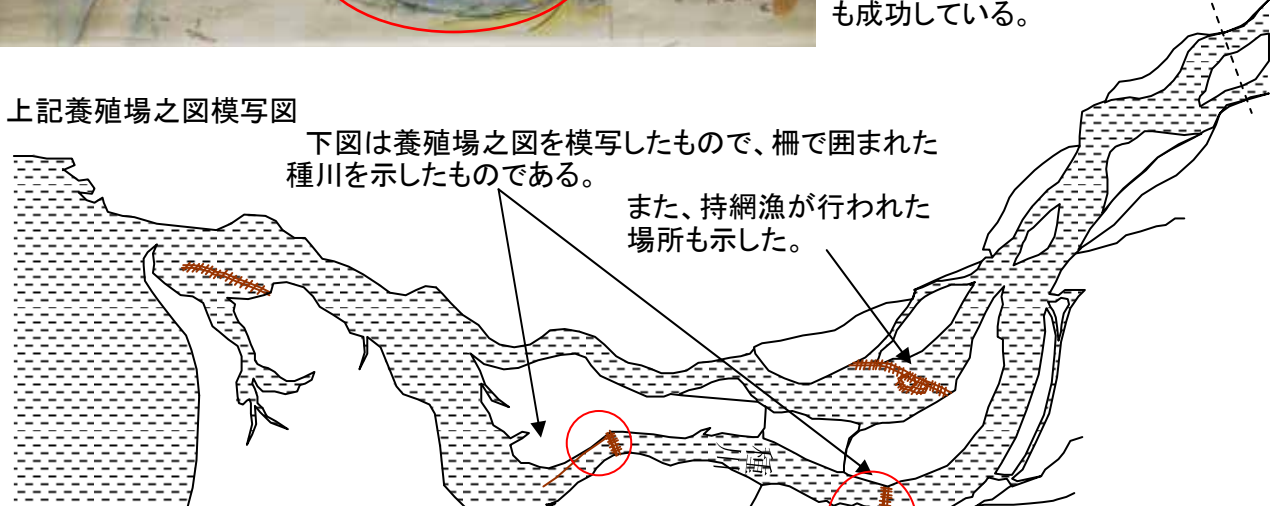 も成功している。
上記養殖場之図模写図
下図は養殖場之図を模写したもので、柵で囲まれた
種川を示したものである。
また、持網漁が行われた
場所も示した。
種川